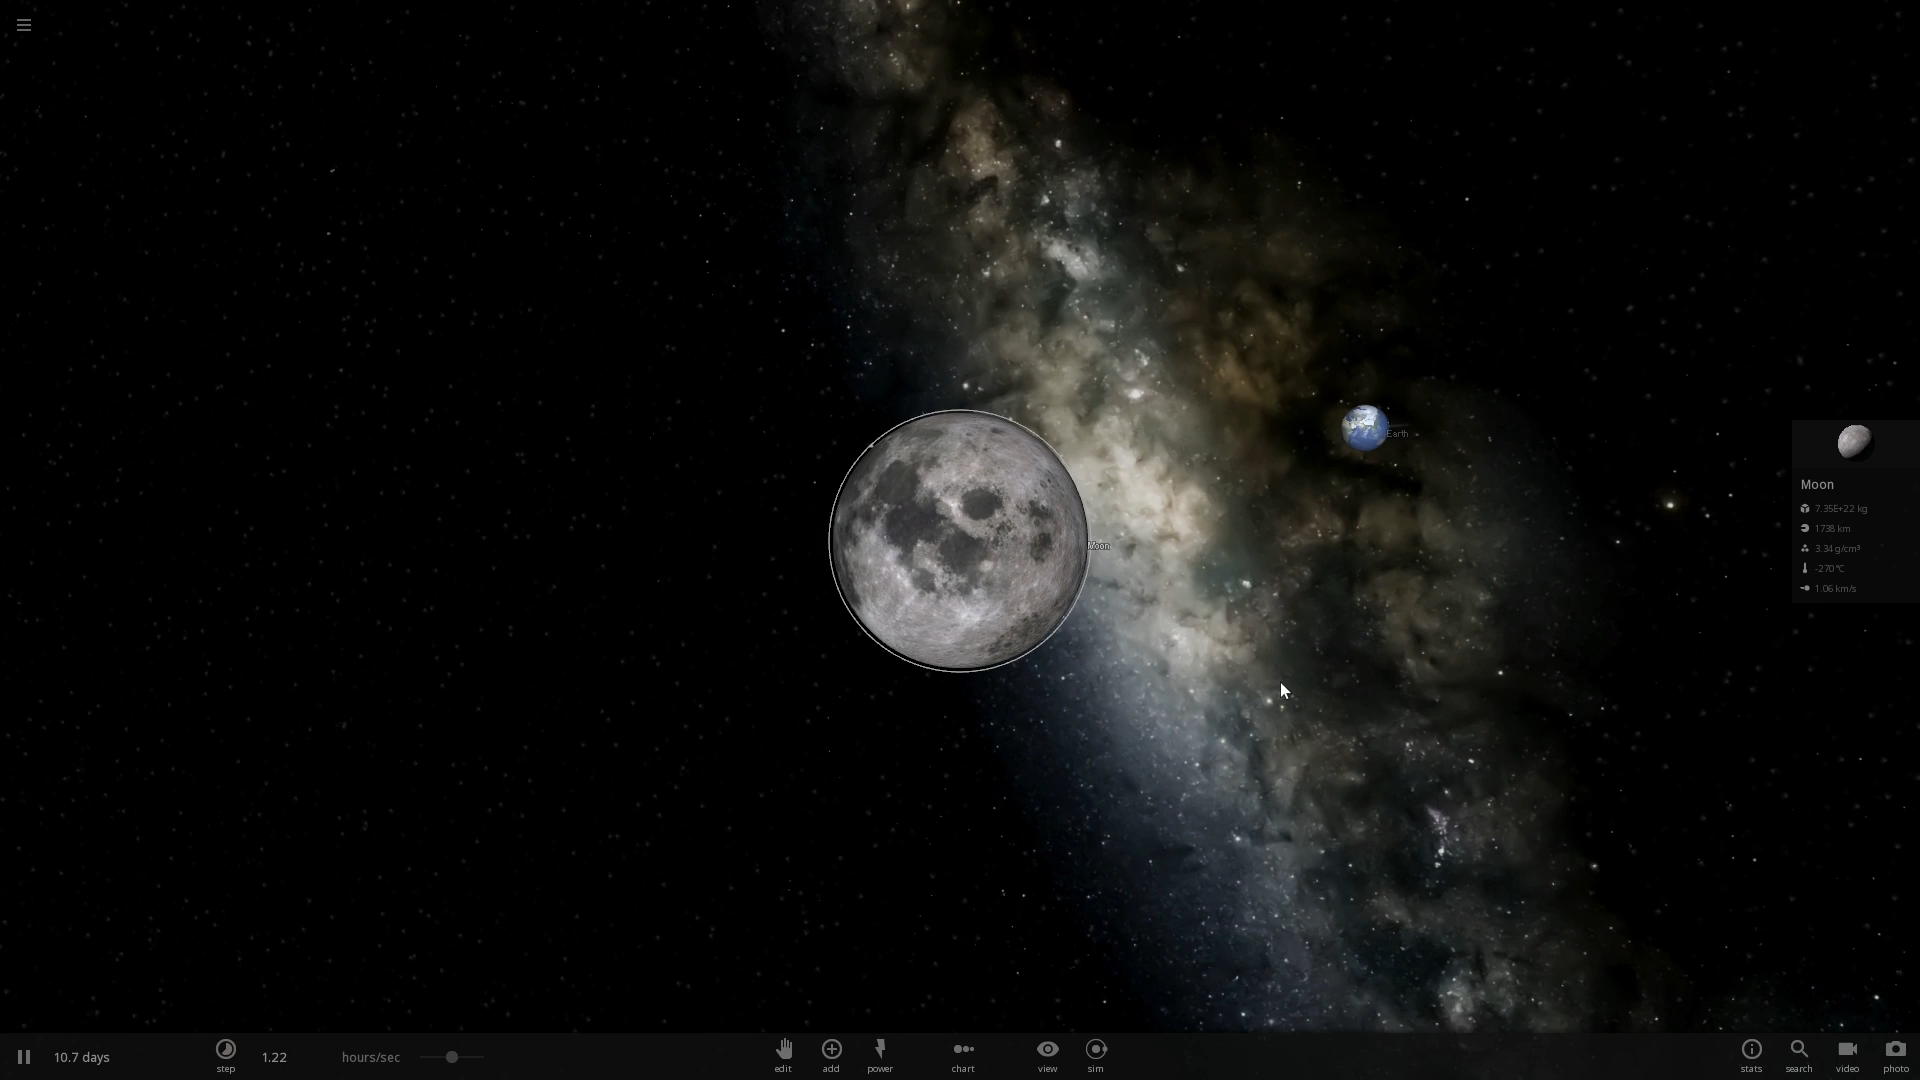 Earth
Moon
Moon
7.35E+22 kg
1738 km
3.34 g/cm³
-270°C
1.06 km/s
10.7 days
step
1.22
hours/sec
edit
add
power
chart
view
sim
stats
search
video
photo